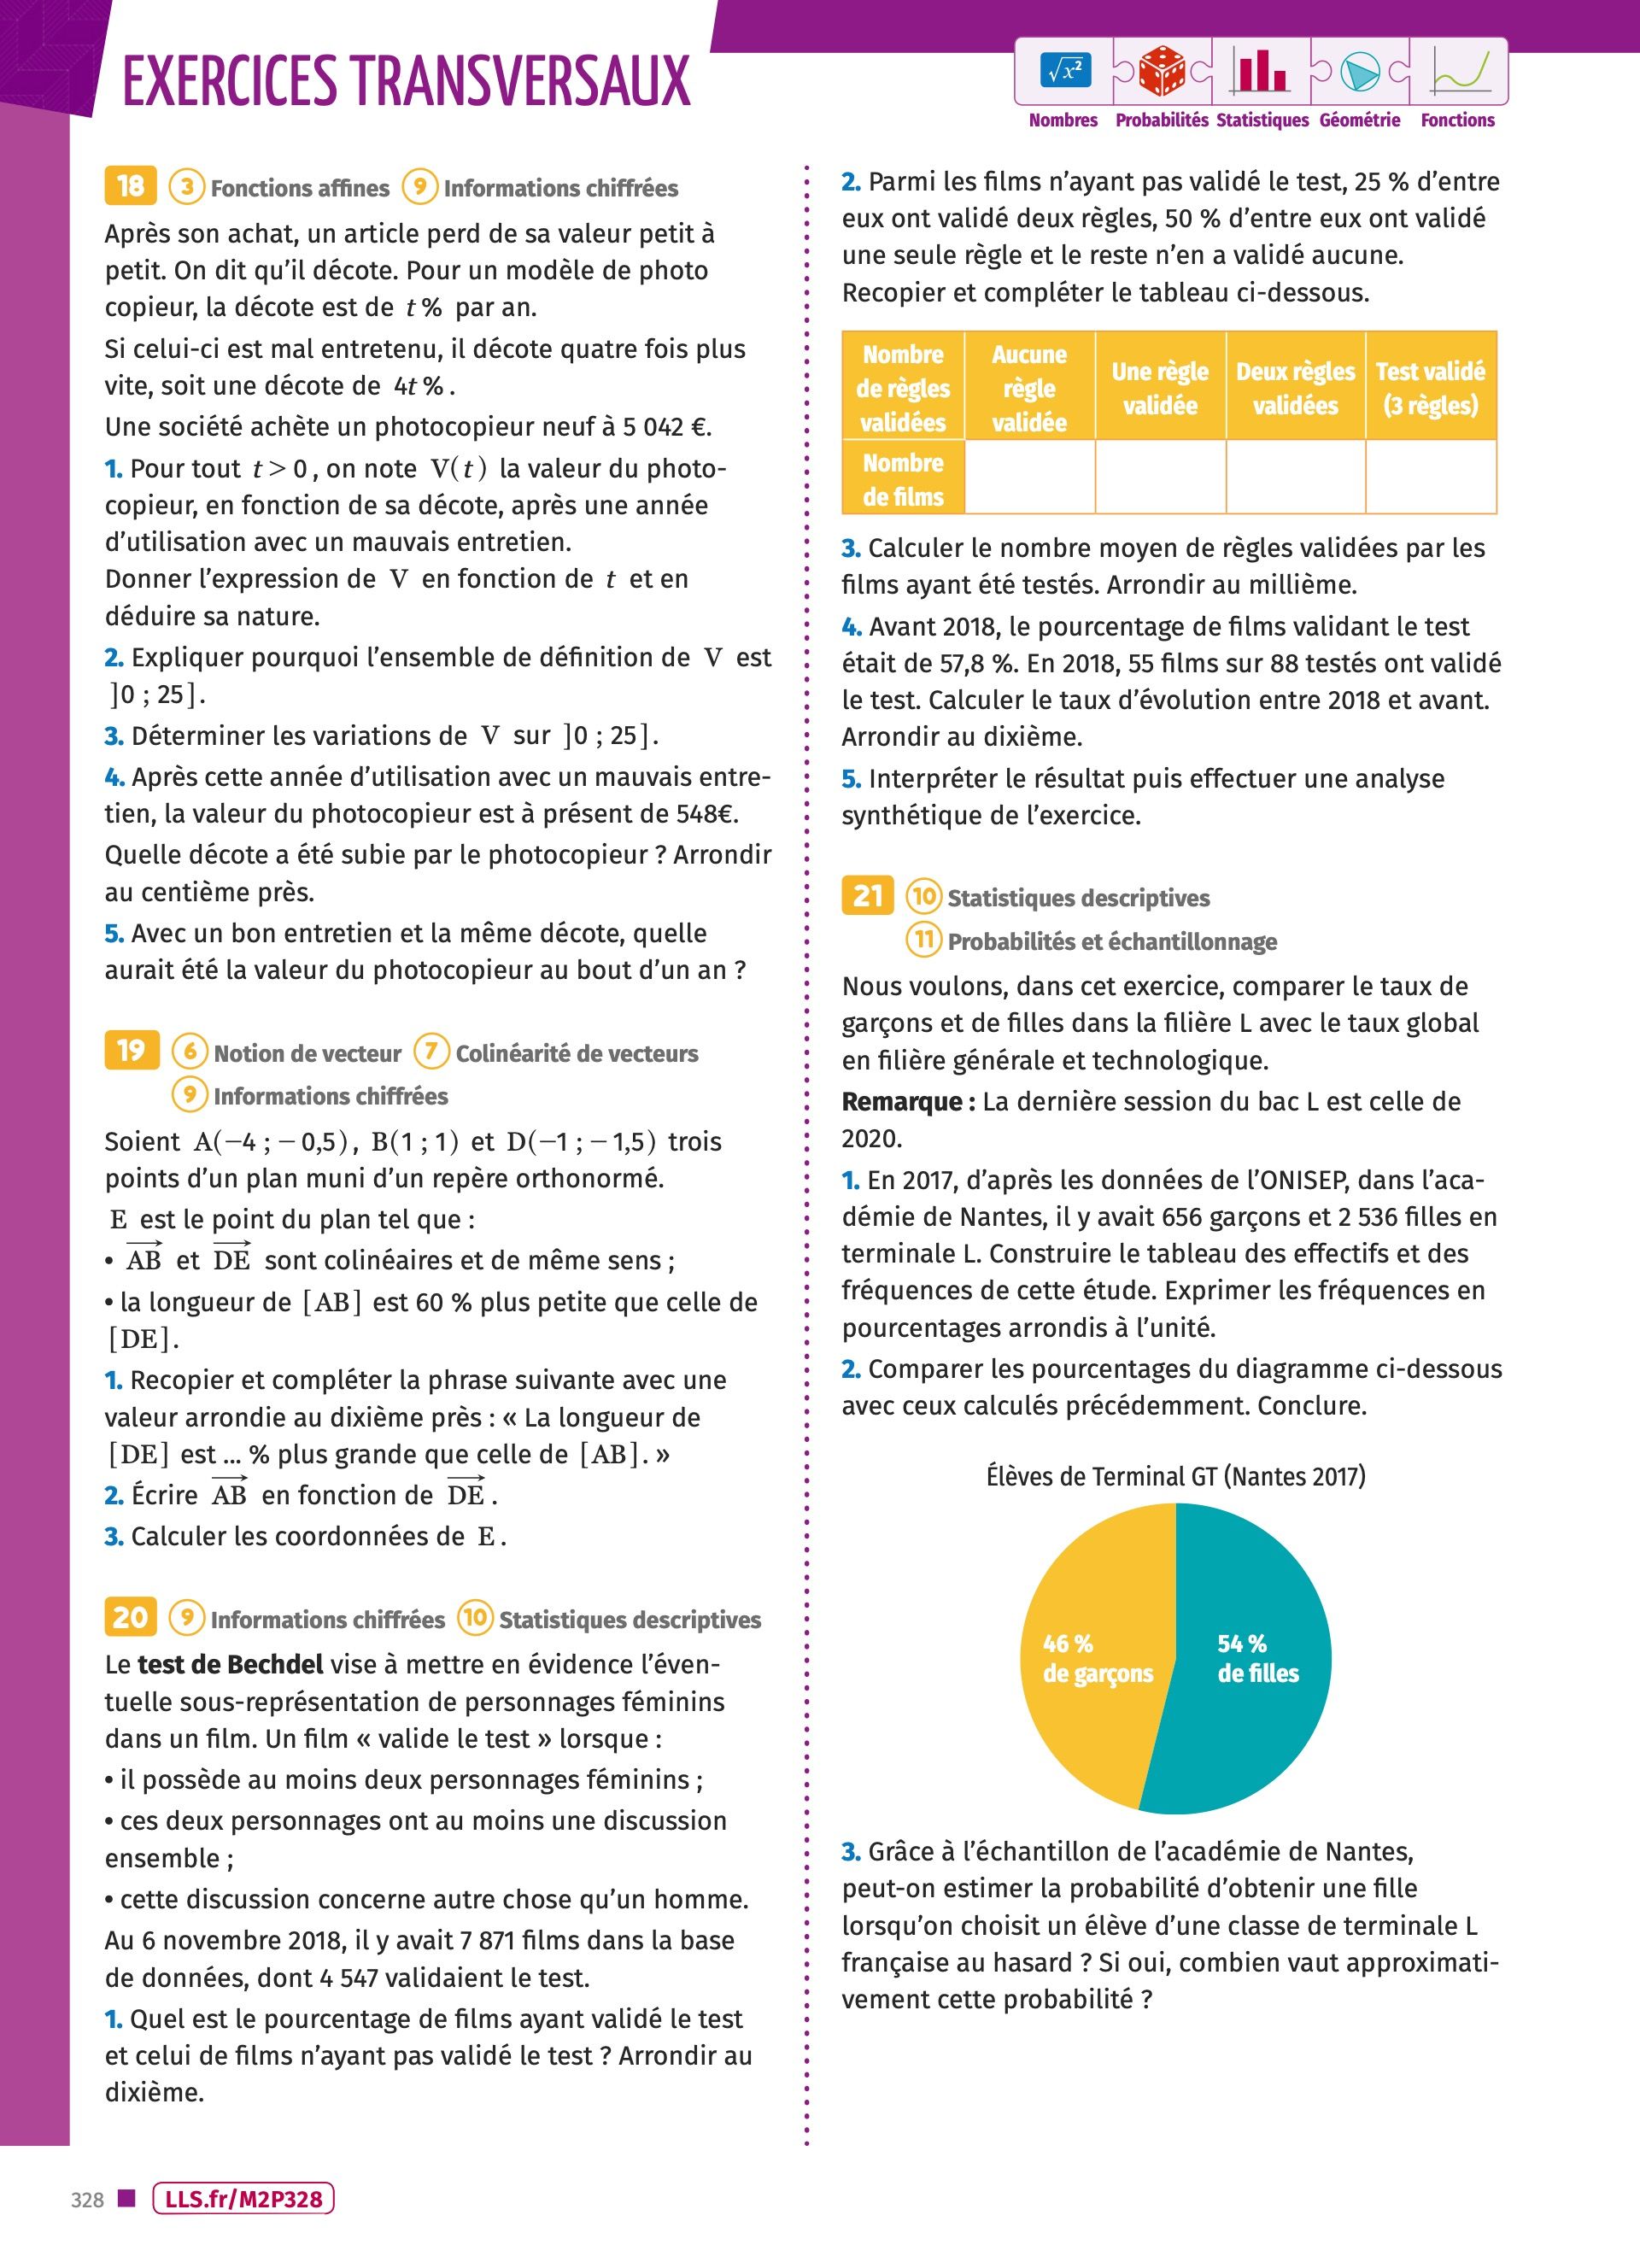 EXERCICES TRANSVERSAUX
√x²
Nombres Probabilités Statistiques Géométrie Fonctions
18 3 Fonctions affines 9 Informations chiffrées
Après son achat, un article perd de sa valeur petit à
petit. On dit qu’il décote. Pour un modèle de photo
copieur, la décote est de t % par an.
Si celui-ci est mal entretenu, il décote quatre fois plus
vite, soit une décote de 4t %.
Une société achète un photocopieur neuf à 5 042 €.
1. Pour tout t > 0, on note V(t) la valeur du photo-
copieur, en fonction de sa décote, après une année
d’utilisation avec un mauvais entretien.
Donner l’expression de V en fonction de t et en
déduire sa nature.
2. Expliquer pourquoi l’ensemble de définition de V est
]0 ; 25].
3. Déterminer les variations de V sur ]0 ; 25].
4. Après cette année d’utilisation avec un mauvais entre-
tien, la valeur du photocopieur est à présent de 548€.
Quelle décote a été subie par le photocopieur ? Arrondir
au centième près.
5. Avec un bon entretien et la même décote, quelle
aurait été la valeur du photocopieur au bout d’un an ?
19 6 Notion de vecteur 7 Colinéarité de vecteurs
9 Informations chiffrées
Soient A(−4 ; − 0,5), B(1 ; 1) et D(−1 ; − 1,5) trois
points d’un plan muni d’un repère orthonormé.
E est le point du plan tel que :
• AB et DE sont colinéaires et de même sens ;
• la longueur de [AB] est 60 % plus petite que celle de
[DE].
1. Recopier et compléter la phrase suivante avec une
valeur arrondie au dixième près : « La longueur de
[DE] est ... % plus grande que celle de [AB]. »
2. Écrire AB en fonction de DE.
3. Calculer les coordonnées de E.
20 9 Informations chiffrées 10 Statistiques descriptives
Le test de Bechdel vise à mettre en évidence l’éven-
tuelle sous-représentation de personnages féminins
dans un film. Un film « valide le test » lorsque :
• il possède au moins deux personnages féminins ;
• ces deux personnages ont au moins une discussion
ensemble ;
• cette discussion concerne autre chose qu’un homme.
Au 6 novembre 2018, il y avait 7 871 films dans la base
de données, dont 4 547 validaient le test.
1. Quel est le pourcentage de films ayant validé le test
et celui de films n’ayant pas validé le test ? Arrondir au
dixième.
2. Parmi les films n’ayant pas validé le test, 25 % d’entre
eux ont validé deux règles, 50 % d’entre eux ont validé
une seule règle et le reste n’en a validé aucune.
Recopier et compléter le tableau ci-dessous.
Nombre de règles validées Aucune règle validée Une règle validée Deux règles validées Test validé (3 règles)
Nombre de films
3. Calculer le nombre moyen de règles validées par les
films ayant été testés. Arrondir au millième.
4. Avant 2018, le pourcentage de films validant le test
était de 57,8 %. En 2018, 55 films sur 88 testés ont validé
le test. Calculer le taux d’évolution entre 2018 et avant.
Arrondir au dixième.
5. Interpréter le résultat puis effectuer une analyse
synthétique de l’exercice.
21 10 Statistiques descriptives
11 Probabilités et échantillonnage
Nous voulons, dans cet exercice, comparer le taux de
garçons et de filles dans la filière L avec le taux global
en filière générale et technologique.
Remarque : La dernière session du bac L est celle de
2020.
1. En 2017, d’après les données de l’ONISEP, dans l’aca-
démie de Nantes, il y avait 656 garçons et 2 536 filles en
terminale L. Construire le tableau des effectifs et des
fréquences de cette étude. Exprimer les fréquences en
pourcentages arrondis à l’unité.
2. Comparer les pourcentages du diagramme ci-dessous
avec ceux calculés précédemment. Conclure.
Élèves de Terminal GT (Nantes 2017)
46 % de garçons
54 % de filles
3. Grâce à l’échantillon de l’académie de Nantes,
peut-on estimer la probabilité d’obtenir une fille
lorsqu’on choisit un élève d’une classe de terminale L
française au hasard ? Si oui, combien vaut approximati-
vement cette probabilité ?
328 LLS.fr/M2P328